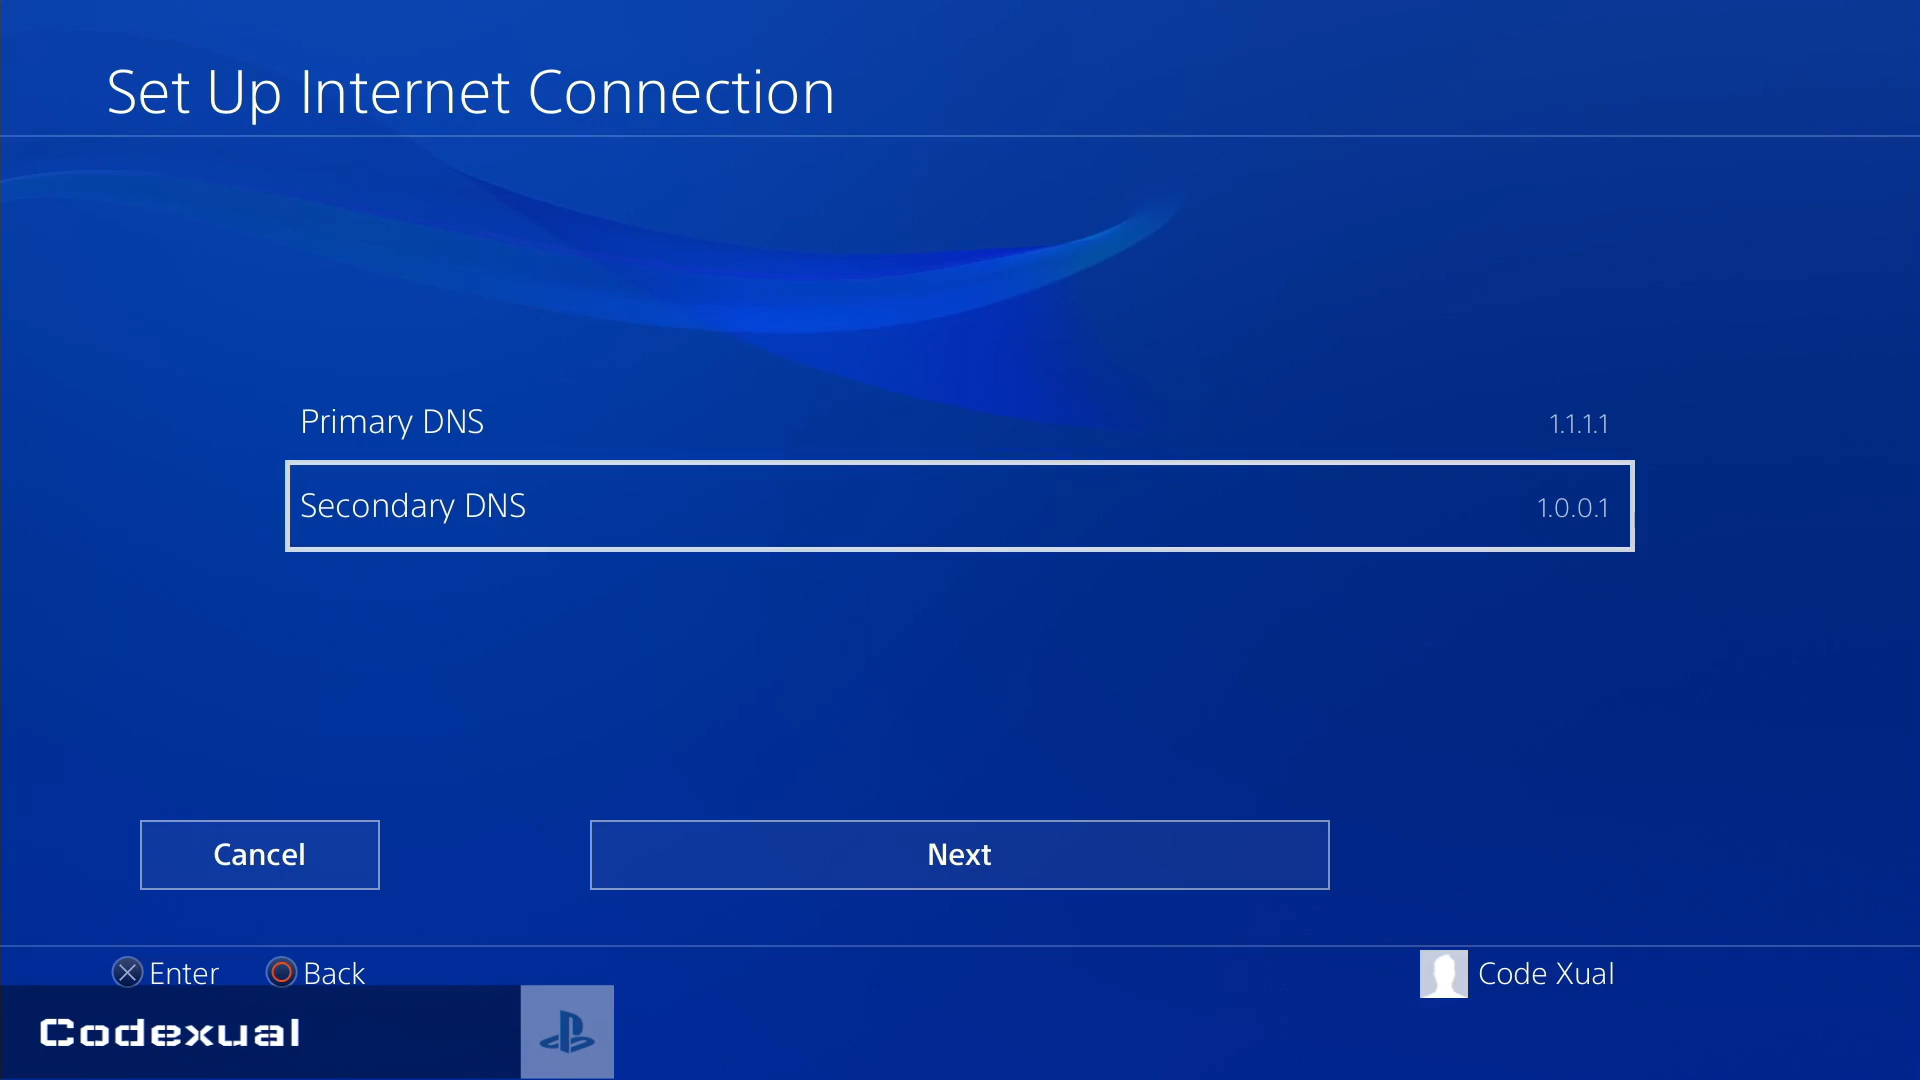 Set Up Internet Connection
Primary DNS 1.1.1.1
Secondary DNS 1.0.0.1
Cancel Next
Enter Back Code Xual
Codexual